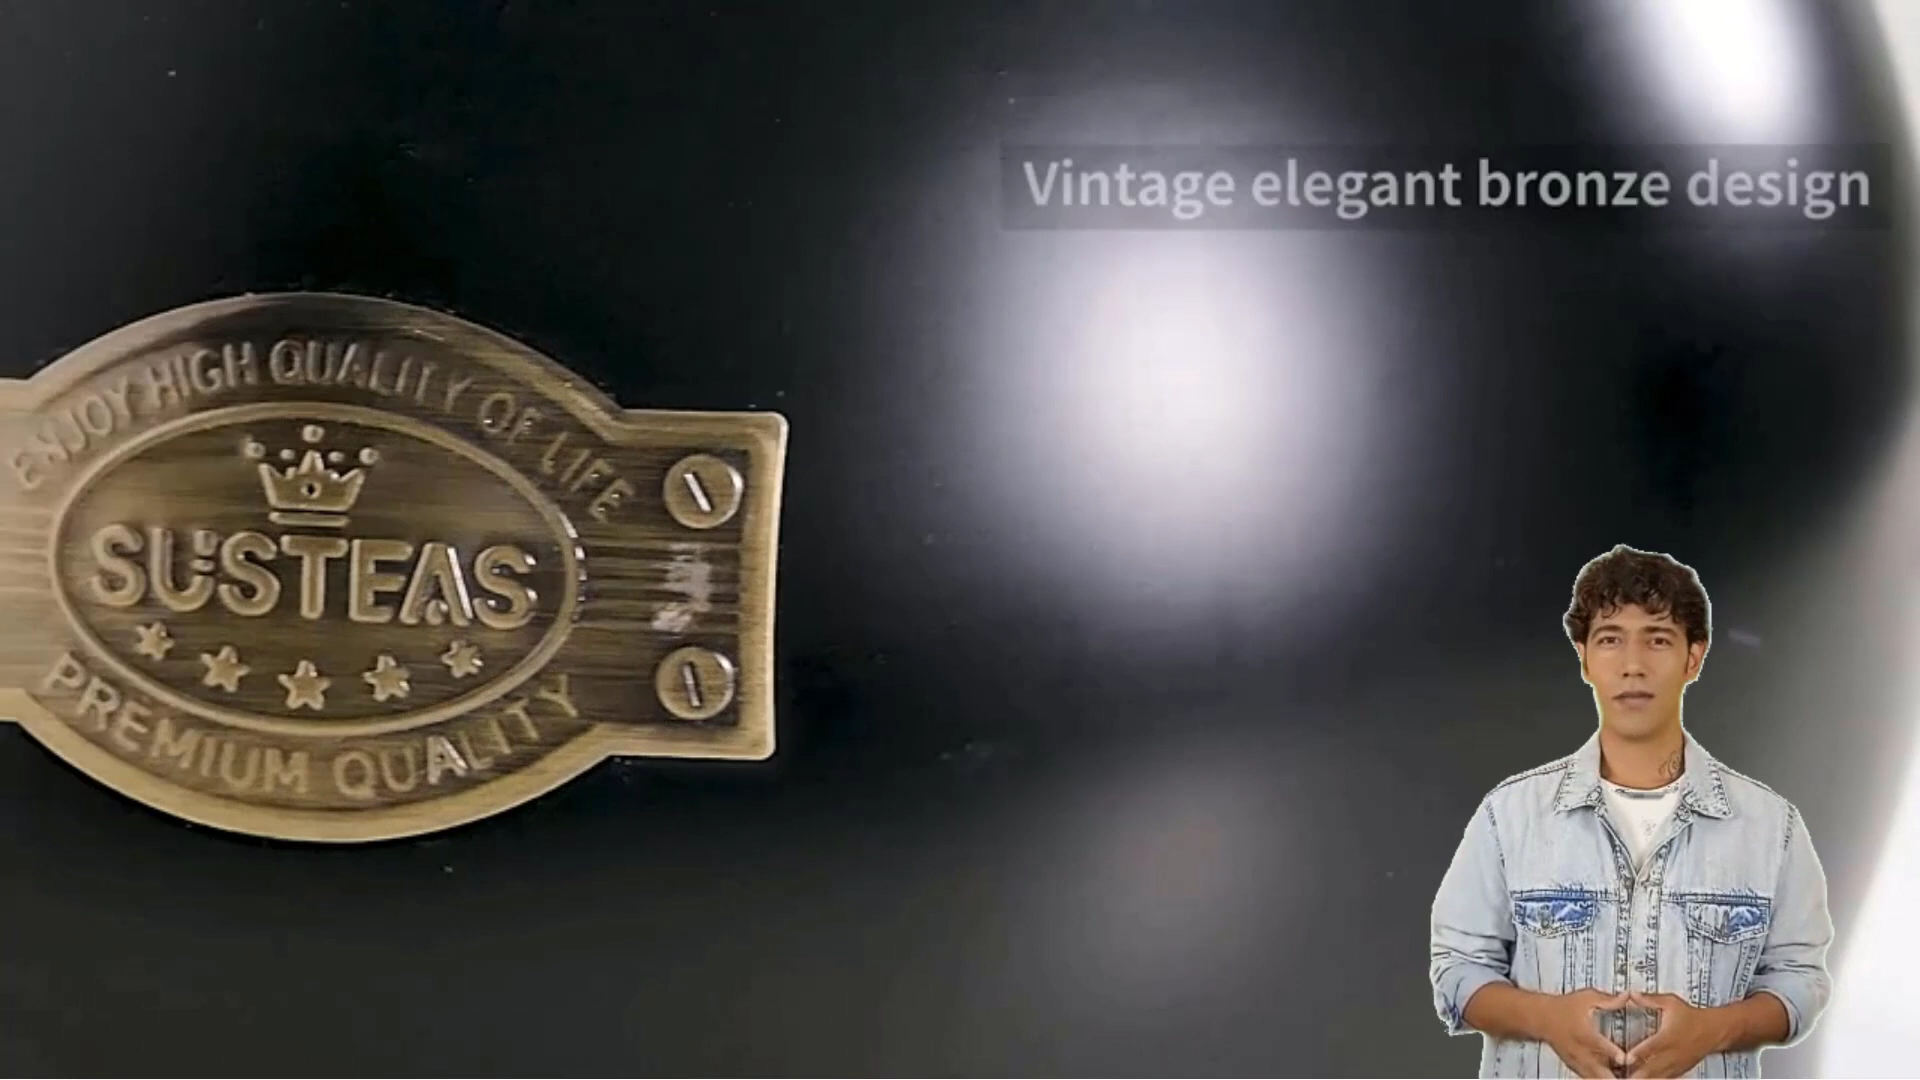 Vintage elegant bronze design
ENJOY HIGH QUALITY OF LIFE
SUSTEAS
PREMIUM QUALITY